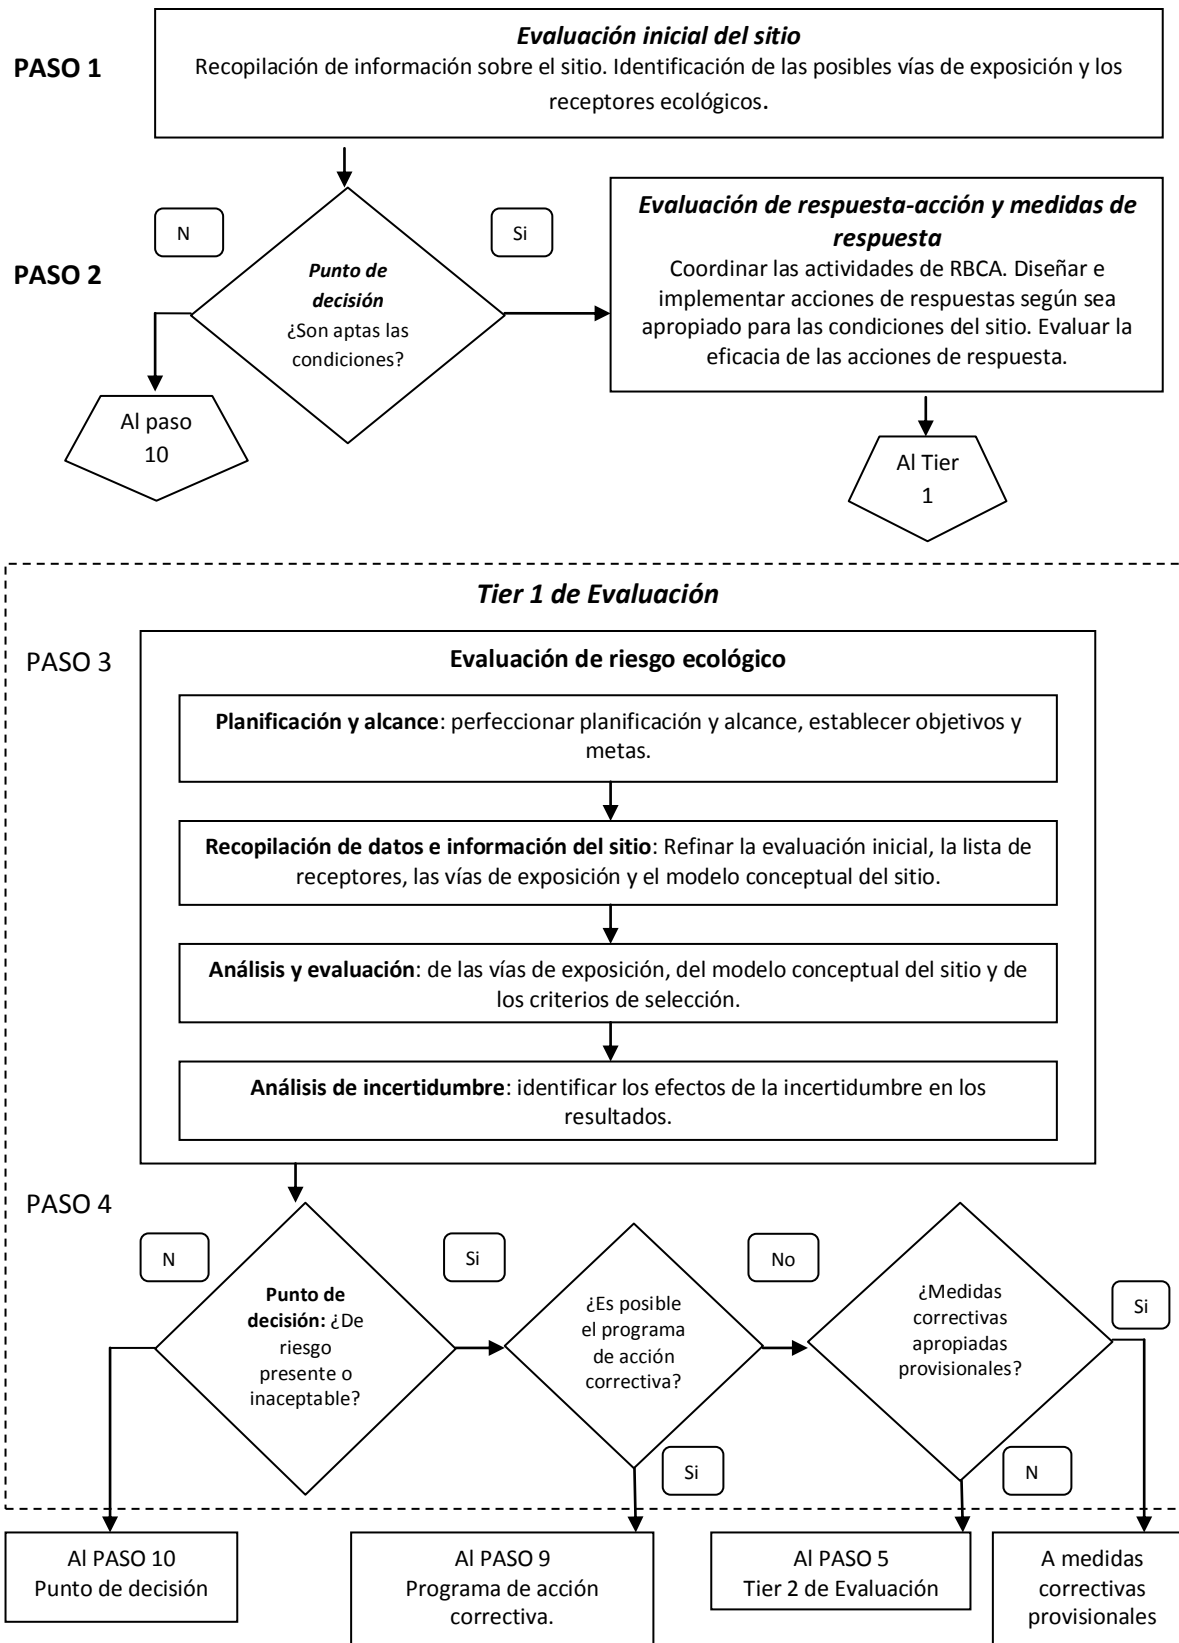 PASO 1
Evaluación inicial del sitio
Recopilación de información sobre el sitio. Identificación de las posibles vías de exposición y los
receptores ecológicos.
N
Si
PASO 2
Punto de
decisión
¿Son aptas las
condiciones?
Evaluación de respuesta-acción y medidas de
respuesta
Coordinar las actividades de RBCA. Diseñar e
implementar acciones de respuestas según sea
apropiado para las condiciones del sitio. Evaluar la
eficacia de las acciones de respuesta.
Al paso
10
Al Tier
1
Tier 1 de Evaluación
PASO 3
Evaluación de riesgo ecológico
Planificación y alcance: perfeccionar planificación y alcance, establecer objetivos y
metas.
Recopilación de datos e información del sitio: Refinar la evaluación inicial, la lista de
receptores, las vías de exposición y el modelo conceptual del sitio.
Análisis y evaluación: de las vías de exposición, del modelo conceptual del sitio y de
los criterios de selección.
Análisis de incertidumbre: identificar los efectos de la incertidumbre en los
resultados.
PASO 4
N
Punto de
decisión: ¿De
riesgo
presente o
inaceptable?
Si
¿Es posible
el programa
de acción
correctiva?
No
¿Medidas
correctivas
apropiadas
provisionales?
Si
Si
N
Al PASO 10
Punto de decisión
Al PASO 9
Programa de acción
correctiva.
Al PASO 5
Tier 2 de Evaluación
A medidas
correctivas
provisionales